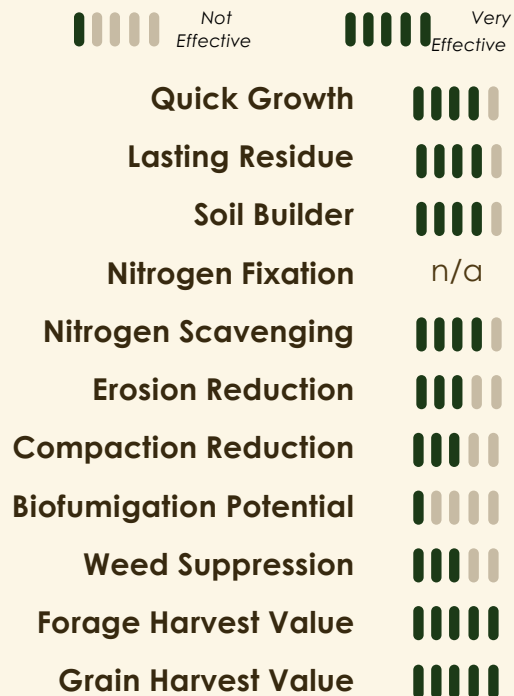 Not
Effective
Very
Effective
Quick Growth
Lasting Residue
Soil Builder
Nitrogen Fixation n/a
Nitrogen Scavenging
Erosion Reduction
Compaction Reduction
Biofumigation Potential
Weed Suppression
Forage Harvest Value
Grain Harvest Value